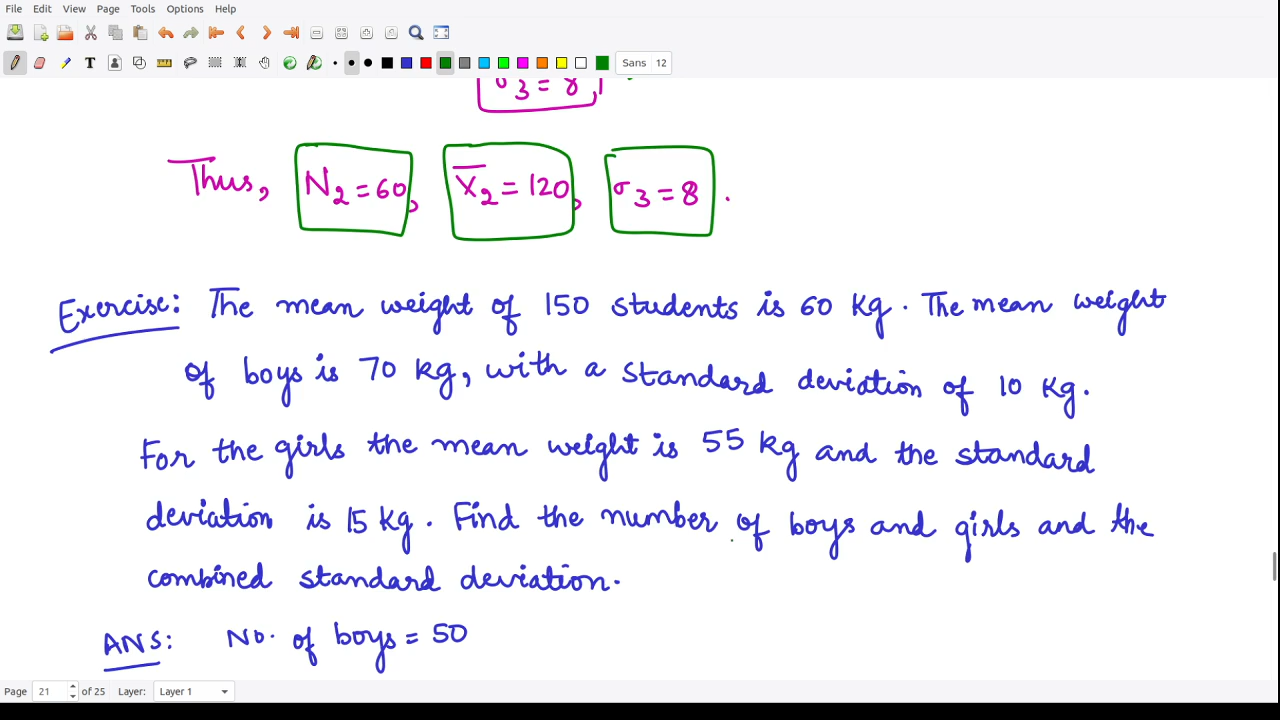 File Edit View Page Tools Options Help
Sans 12
σ3 = 8,
Thus, N2 = 60, X̄2 = 120, σ3 = 8.
Exercise: The mean weight of 150 students is 60 kg. The mean weight
of boys is 70 kg, with a standard deviation of 10 kg.
For the girls the mean weight is 55 kg and the standard
deviation is 15 kg. Find the number of boys and girls and the
combined standard deviation.
ANS: No. of boys = 50
Page 21 of 25 Layer: Layer 1